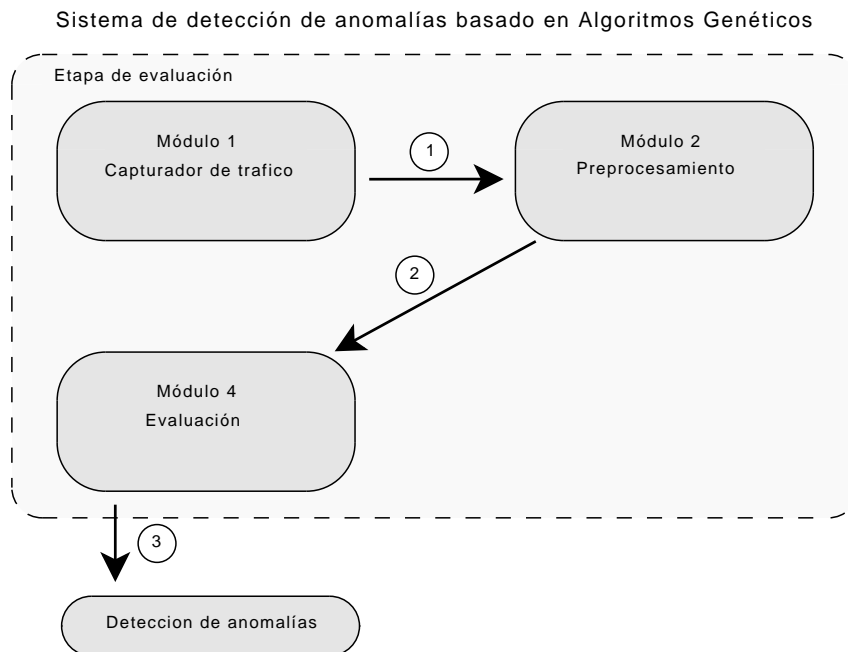 Sistema de detección de anomalías basado en Algoritmos Genéticos
Etapa de evaluación
Módulo 1
Capturador de trafico
1
Módulo 2
Preprocesamiento
2
Módulo 4
Evaluación
3
Deteccion de anomalías